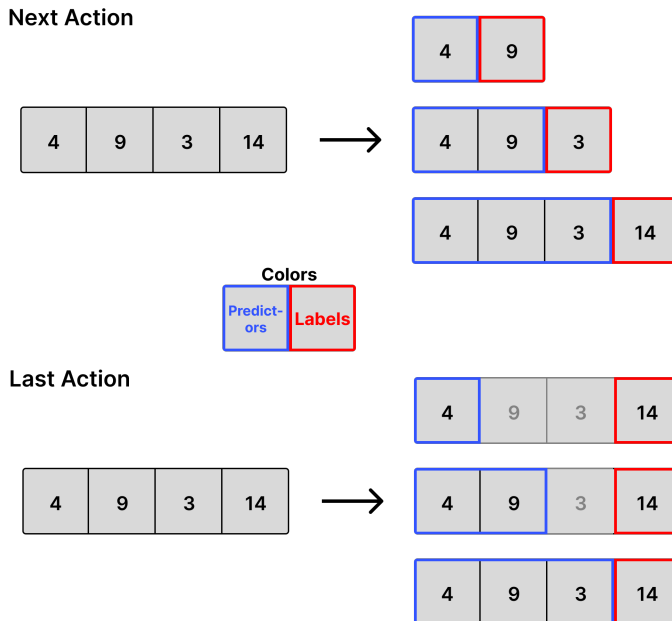 Next Action
4 9
4 9 3 14
4 9 3
4 9 3 14
Colors
Predict-
ors
Labels
Last Action
4 9 3 14
4 9 3 14
4 9 3 14
4 9 3 14